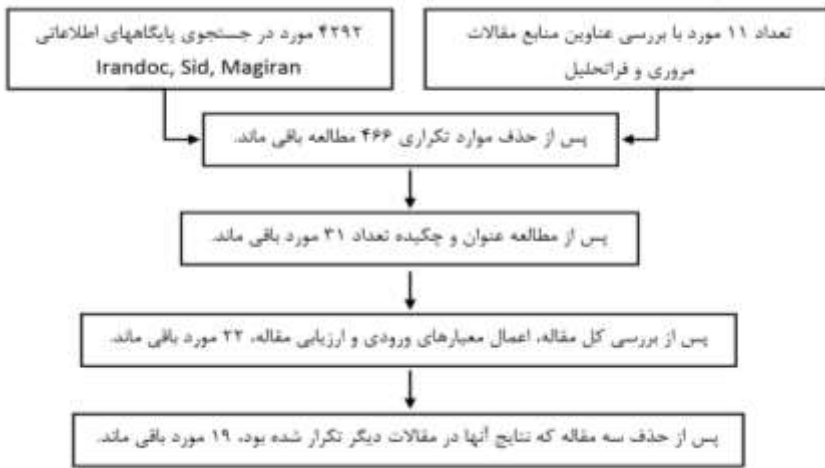 تعداد ۱۱ مورد با بررسی عناوین منابع مقالات
مروری و فراتحلیل
۴۲۹۲ مورد در جستجوی پایگاههای اطلاعاتی
Irandoc, Sid, Magiran
پس از حذف موارد تکراری ۴۶۶ مطالعه باقی ماند.
پس از مطالعه عنوان و چکیده تعداد ۳۱ مورد باقی ماند.
پس از بررسی کل مقاله، اعمال معیارهای ورودی و ارزیابی مقاله، ۲۲ مورد باقی ماند.
پس از حذف سه مقاله که نتایج آنها در مقالات دیگر تکرار شده بود، ۱۹ مورد باقی ماند.